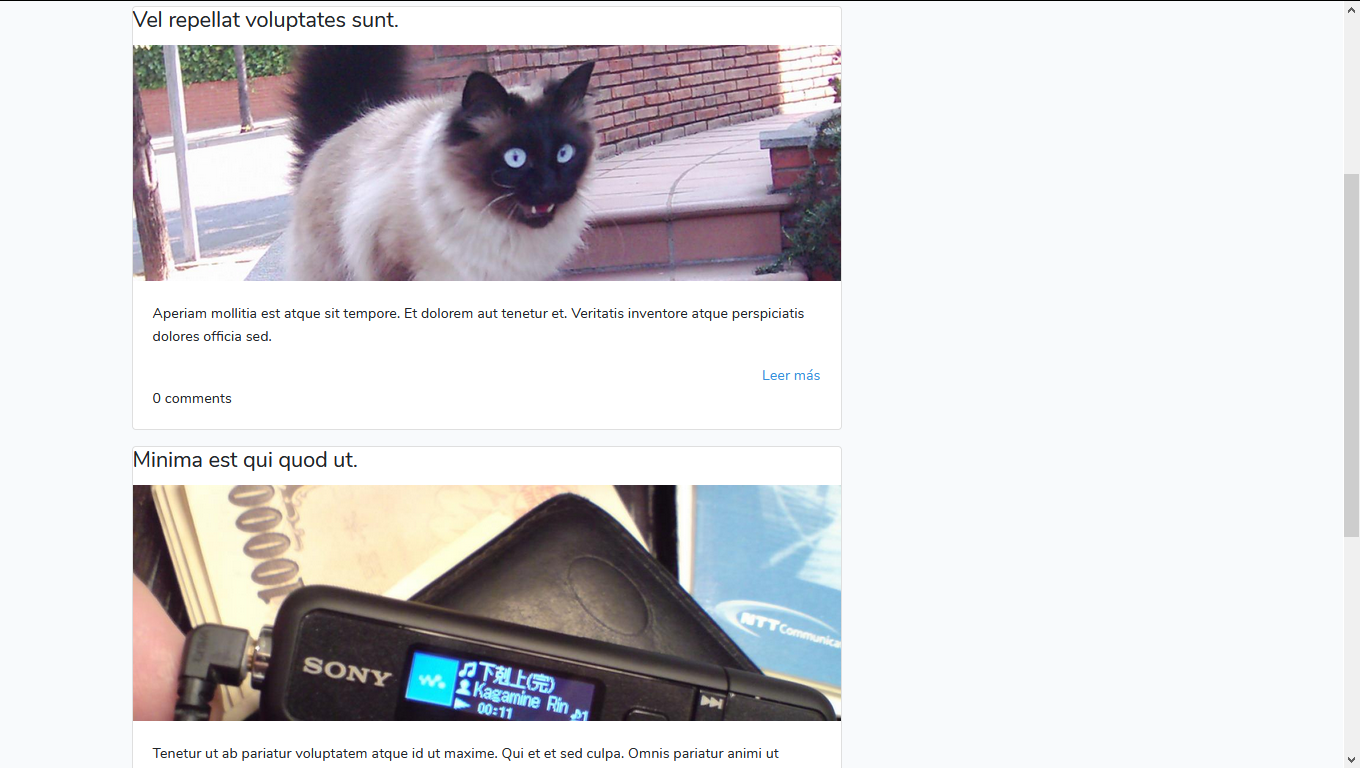 Vel repellat voluptates sunt.
Aperiam mollitia est atque sit tempore. Et dolorem aut tenetur et. Veritatis inventore atque perspiciatis
dolores officia sed.
Leer más
0 comments
Minima est qui quod ut.
10000
NTT Communica
SONY
下剋上(完)
Kagamine Rin
00:11
1
Tenetur ut ab pariatur voluptatem atque id ut maxime. Qui et et sed culpa. Omnis pariatur animi ut